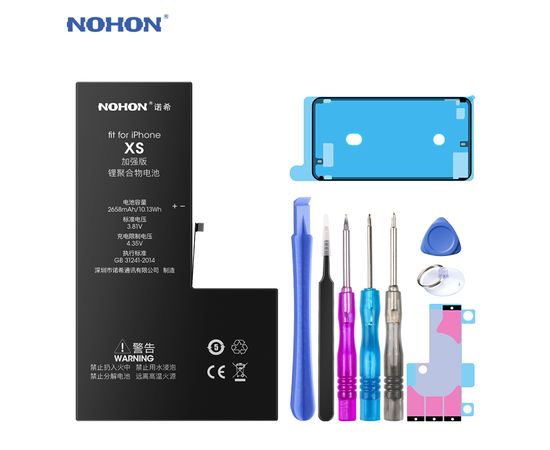 NOHON®
NOHON® 诺希
fit for iPhone
XS
加强版
锂聚合物电池
电池容量
2658mAh/10.13Wh
标准电压
3.81V
充电限制电压
4.35V
执行标准
GB 31241-2014
深圳市诺希通讯有限公司 制造
+ -
警告
WARNING
禁止扔入火中 禁止用水浸泡
禁止分解电池 远离高温火源
5
CE